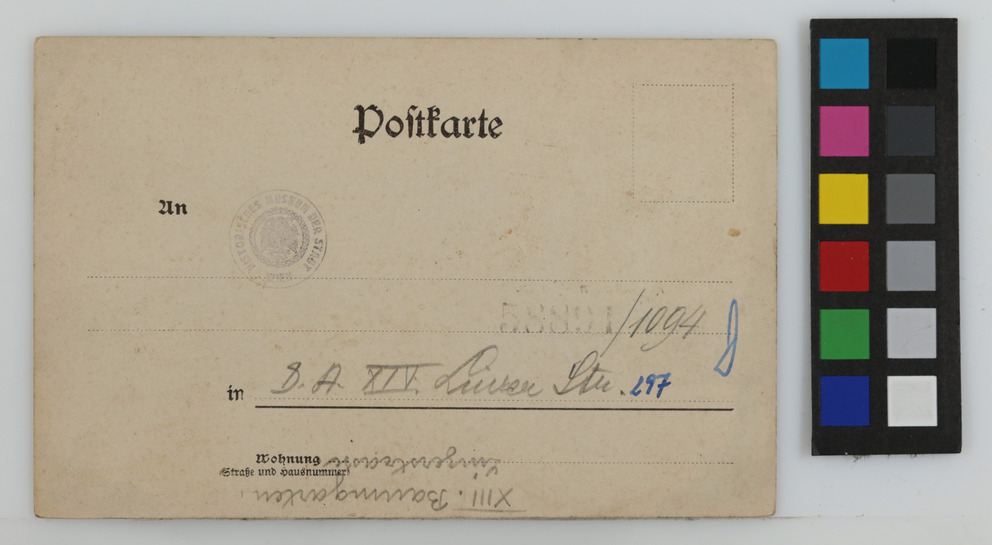 Postkarte
An
HISTORISCHES MUSEUM DER STADT WIEN
/1094
in B. A. XIV. Linzer Str. 297
Wohnung
Straße und Hausnummer
XIII. Baumgarten.
Linzerstrasse